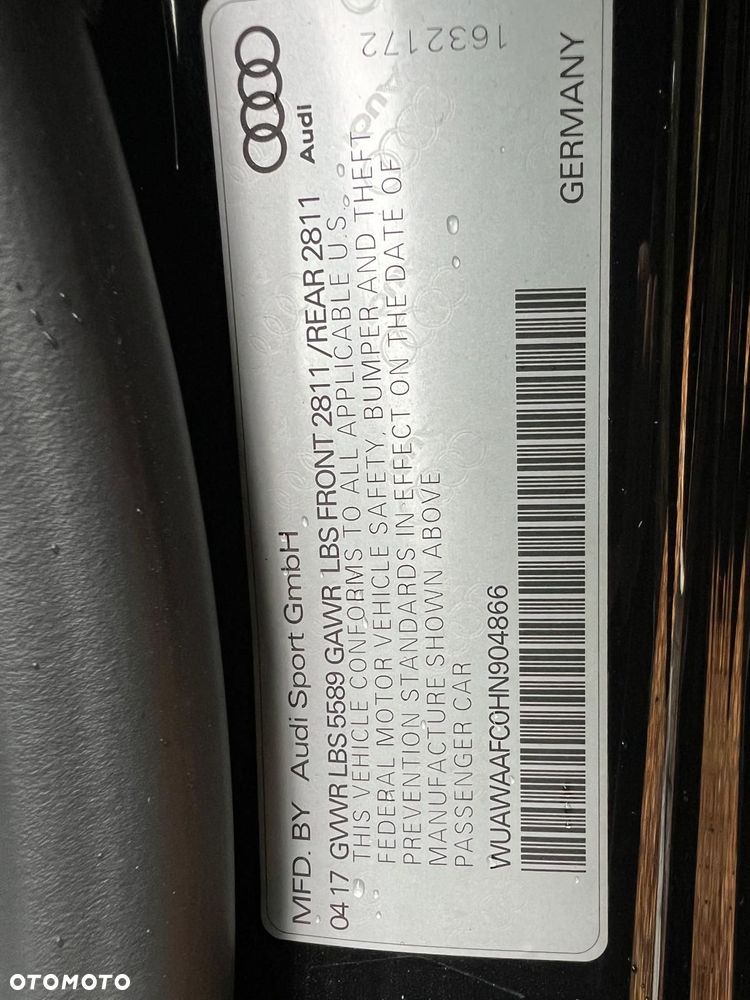 MFD. BY Audi Sport GmbH
04 17 GVWR LBS 5589 GAWR LBS FRONT 2811 /REAR 2811
THIS VEHICLE CONFORMS TO ALL APPLICABLE U.S.
FEDERAL MOTOR VEHICLE SAFETY, BUMPER AND THEFT
PREVENTION STANDARDS IN EFFECT ON THE DATE OF
MANUFACTURE SHOWN ABOVE
PASSENGER CAR
WUAWAAFC0HN904866
Audi
1632172
GERMANY
OTOMOTO